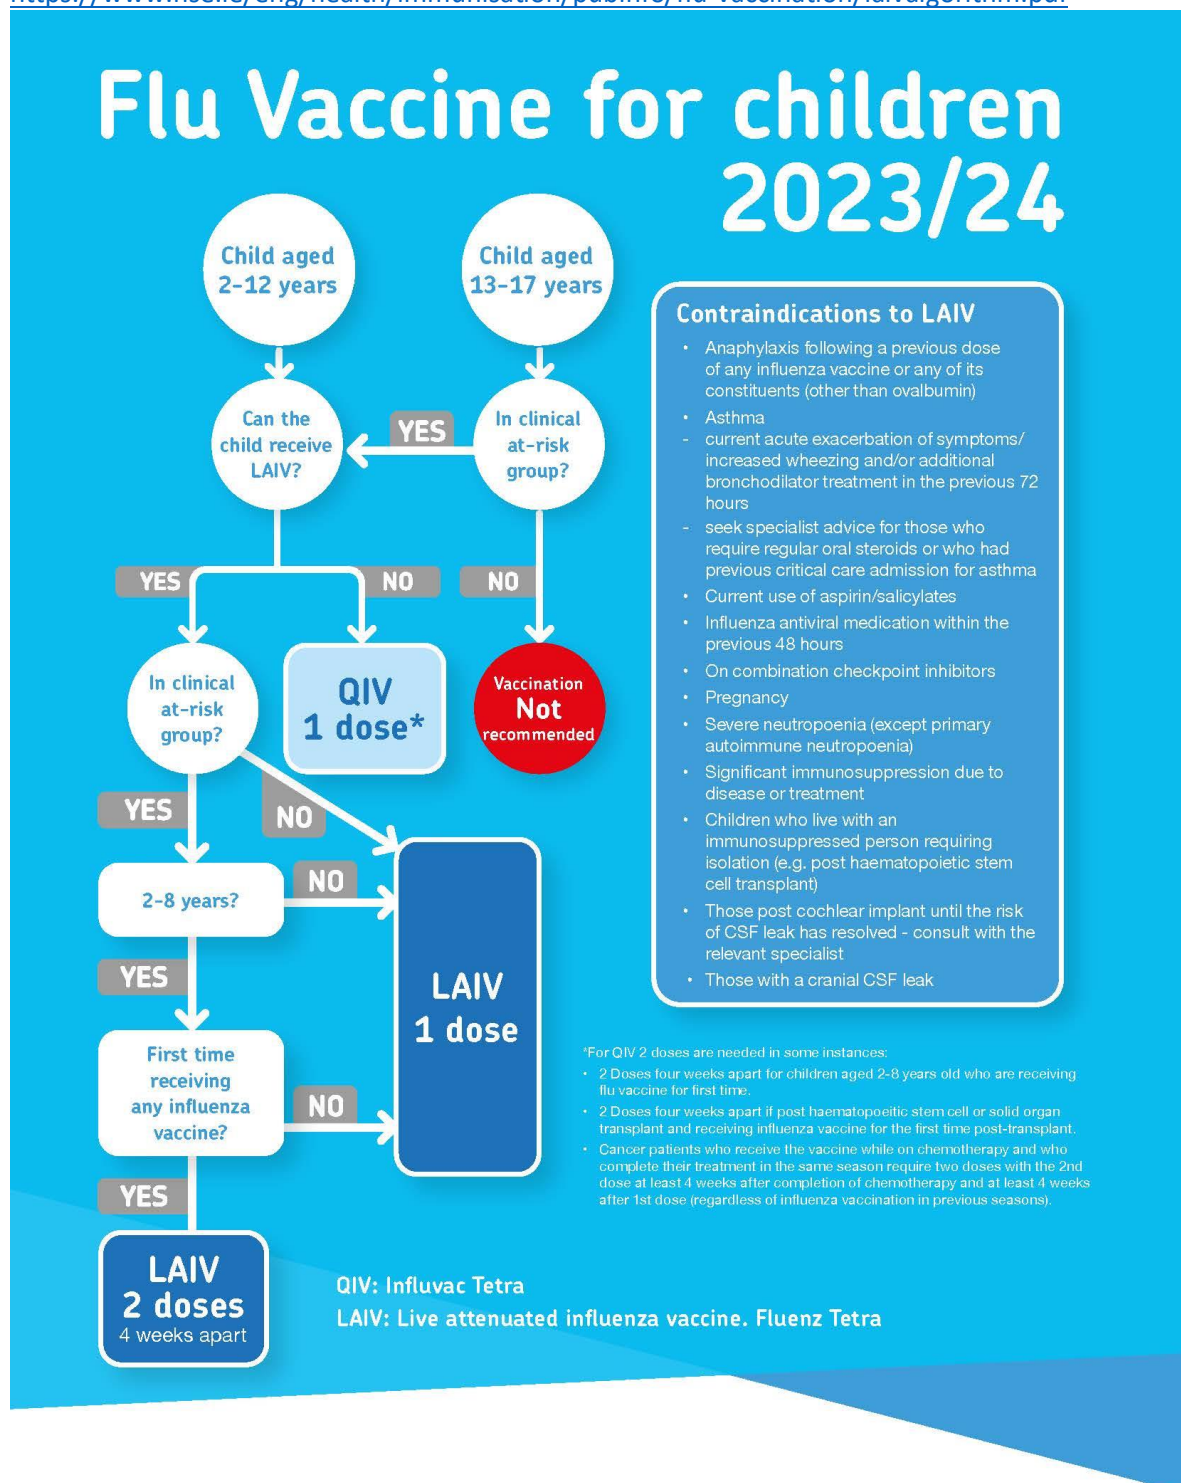 Flu Vaccine for children
2023/24
Child aged
2-12 years
Child aged
13-17 years
Can the
child receive
LAIV?
YES
In clinical
at-risk
group?
YES
NO
NO
In clinical
at-risk
group?
QIV
1 dose*
Vaccination
Not
recommended
YES
NO
2-8 years?
NO
YES
LAIV
1 dose
First time
receiving
any influenza
vaccine?
NO
YES
LAIV
2 doses
4 weeks apart
Contraindications to LAIV
• Anaphylaxis following a previous dose
of any influenza vaccine or any of its
constituents (other than ovalbumin)
• Asthma
- current acute exacerbation of symptoms/
increased wheezing and/or additional
bronchodilator treatment in the previous 72
hours
- seek specialist advice for those who
require regular oral steroids or who had
previous critical care admission for asthma
• Current use of aspirin/salicylates
• Influenza antiviral medication within the
previous 48 hours
• On combination checkpoint inhibitors
• Pregnancy
• Severe neutropoenia (except primary
autoimmune neutropoenia)
• Significant immunosuppression due to
disease or treatment
• Children who live with an
immunosuppressed person requiring
isolation (e.g. post haematopoietic stem
cell transplant)
• Those post cochlear implant until the risk
of CSF leak has resolved - consult with the
relevant specialist
• Those with a cranial CSF leak
*For QIV 2 doses are needed in some instances:
• 2 Doses four weeks apart for children aged 2-8 years old who are receiving
flu vaccine for first time.
• 2 Doses four weeks apart if post haematopoeitic stem cell or solid organ
transplant and receiving influenza vaccine for the first time post-transplant.
• Cancer patients who receive the vaccine while on chemotherapy and who
complete their treatment in the same season require two doses with the 2nd
dose at least 4 weeks after completion of chemotherapy and at least 4 weeks
after 1st dose (regardless of influenza vaccination in previous seasons).
QIV: Influvac Tetra
LAIV: Live attenuated influenza vaccine. Fluenz Tetra